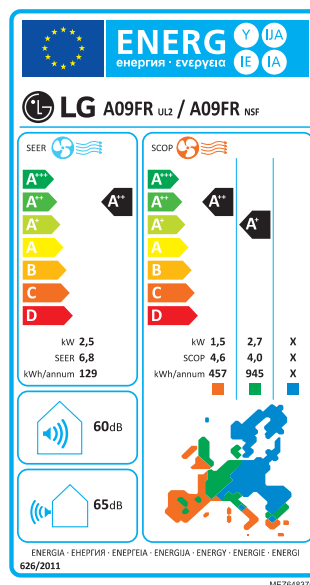 ENERG Y IJA
IE IA
енергия · ενεργεια
LG A09FR UL2 / A09FR NSF
SEER
A+++
A++
A+
A
B
C
D
A++
kW 2,5
SEER 6,8
kWh/annum 129
SCOP
A+++
A++
A+
A
B
C
D
A++
A+
kW 1,5 2,7 X
SCOP 4,6 4,0 X
kWh/annum 457 945 X
60dB
65dB
ENERGIA · ЕНЕРГИЯ · ΕΝΕΡΓΕΙΑ · ENERGIJA · ENERGY · ENERGIE · ENERGI
626/2011